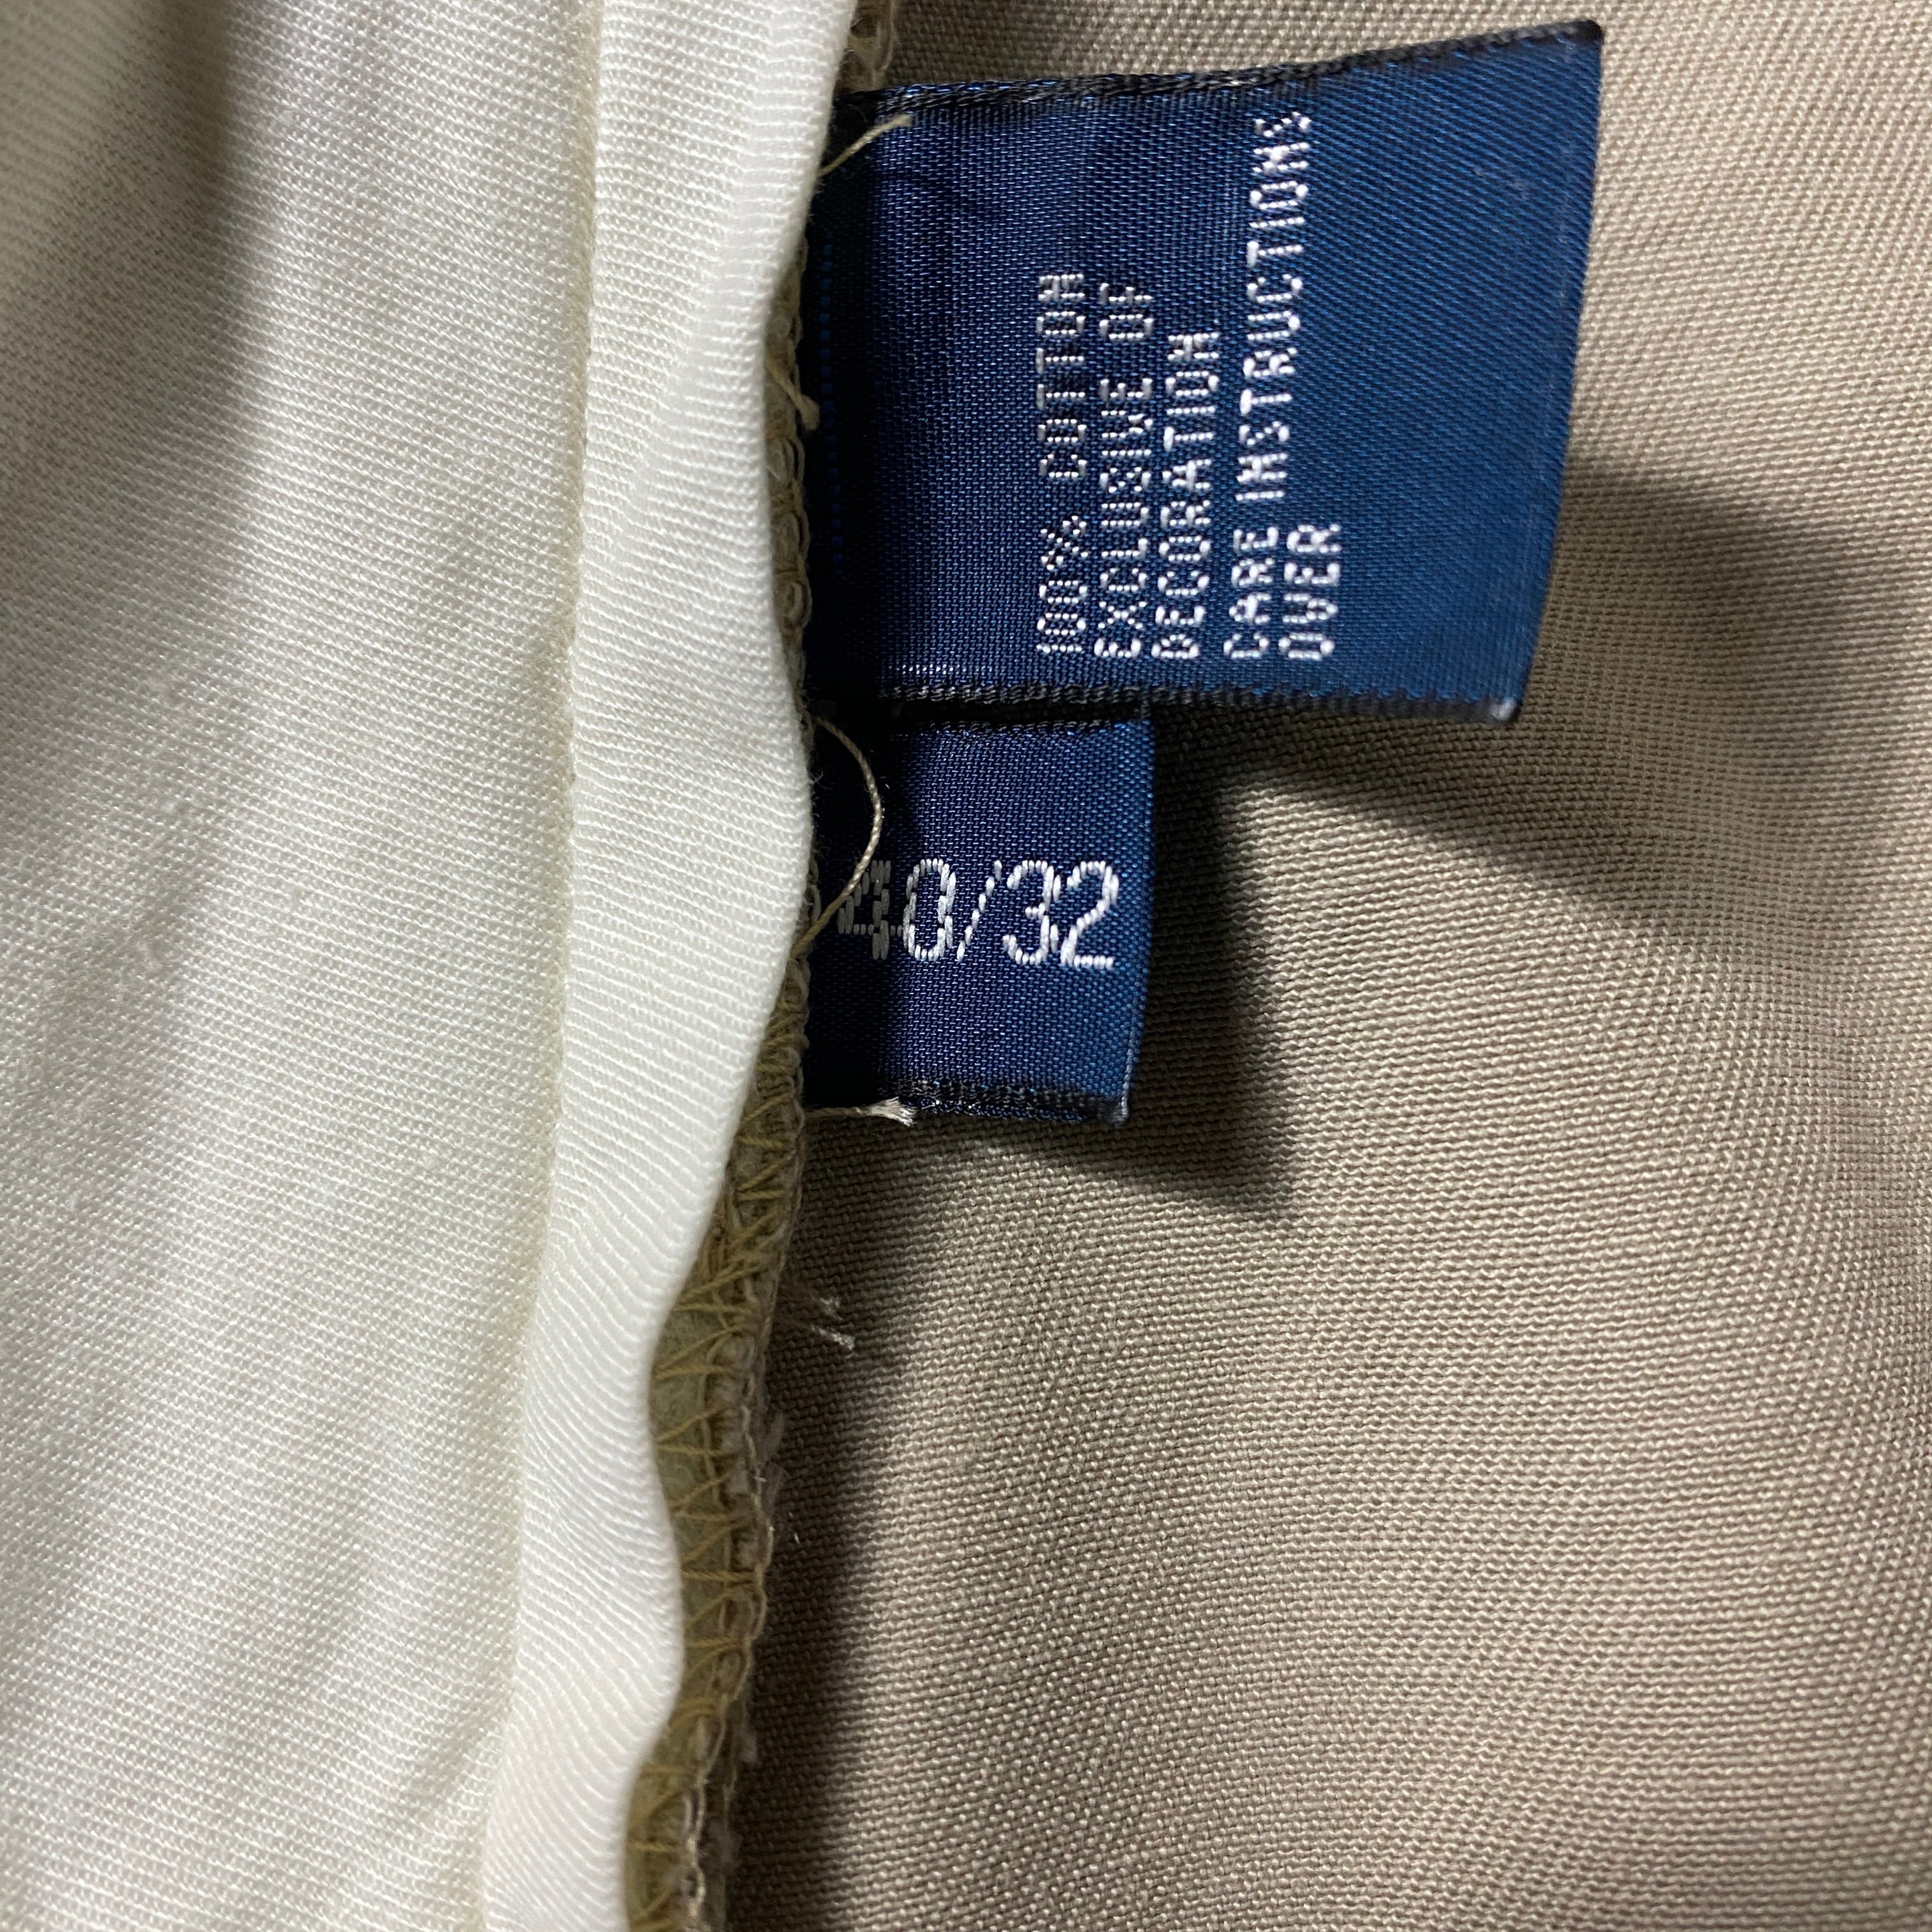 100% COTTON
EXCLUSIVE OF
DECORATION
CARE INSTRUCTIONS
OVER
40/32